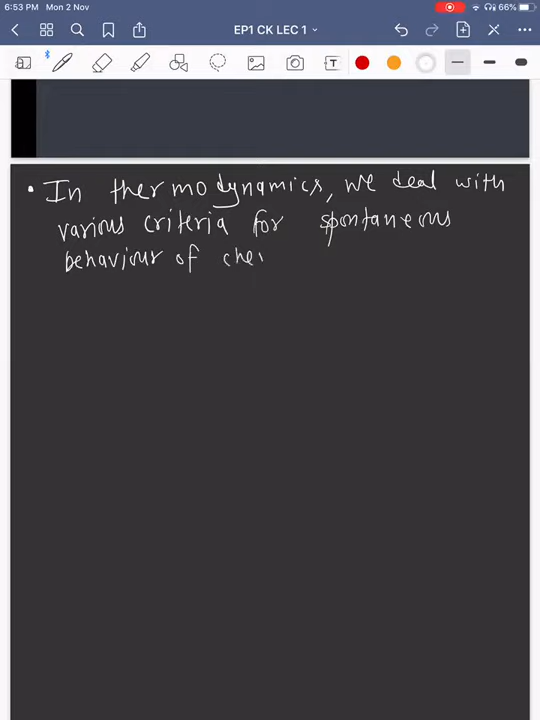 6:53 PM Mon 2 Nov
66%
EP1 CK LEC 1
T
• In thermodynamics, we deal with
various criteria for spontaneous
behaviour of che